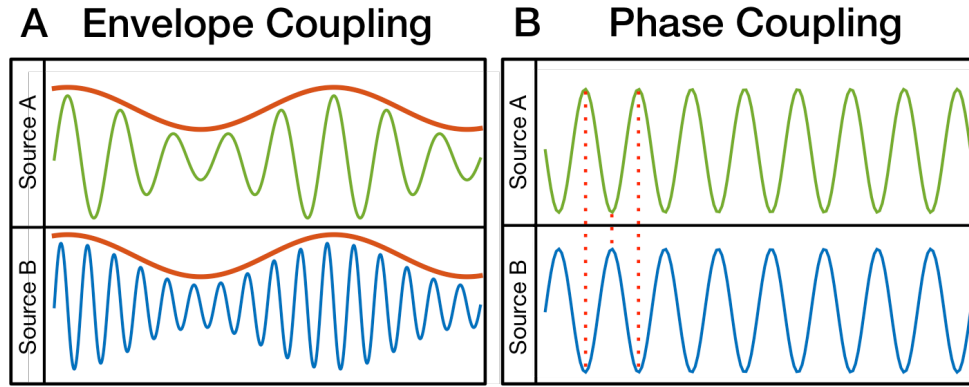 A Envelope Coupling
Source A
Source B
B Phase Coupling
Source A
Source B